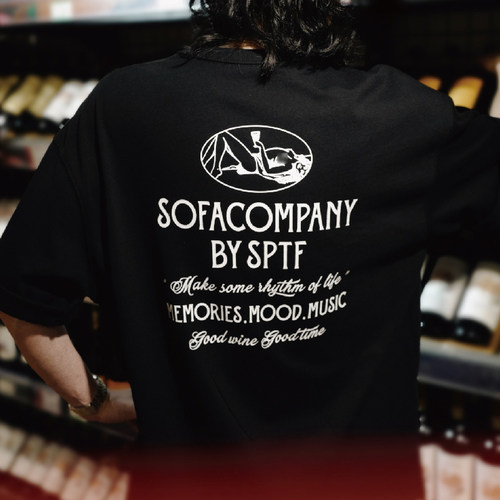 SOFACOMPANY
BY SPTF
"Make some rhythm of life"
MEMORIES, MOOD, MUSIC
Good wine Good time